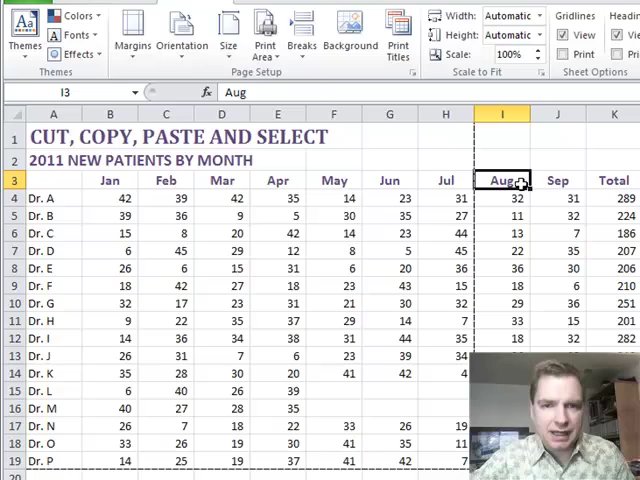 Colors
Fonts
Effects
Themes
Margins
Orientation
Size
Print Area
Breaks
Background
Print Titles
Width: Automatic
Height: Automatic
Scale: 100%
Gridlines
View
Print
Themes
Page Setup
Scale to Fit
Sheet Options
I3 fx Aug
A B C D E F G H I J K
1 CUT, COPY, PASTE AND SELECT
2 2011 NEW PATIENTS BY MONTH
3 Jan Feb Mar Apr May Jun Jul Aug Sep Total
4 Dr. A 42 39 42 35 14 23 31 32 31 289
5 Dr. B 39 36 9 5 30 35 27 11 32 224
6 Dr. C 15 8 20 42 14 23 44 13 7 186
7 Dr. D 6 45 29 12 8 5 45 22 35 207
8 Dr. E 26 6 15 31 6 20 36 36 30 206
9 Dr. F 18 42 27 18 21 43 15 18 6 210
10 Dr. G 32 17 23 31 21 30 32 29 36 251
11 Dr. H 9 22 35 37 29 14 7 33 15 201
12 Dr. I 14 36 34 38 31 44 35 18 32 282
13 Dr. J 26 31 7 6 23 39 34
14 Dr. K 35 28 30 20 41 42 4
15 Dr. L 6 40 26 39
16 Dr. M 40 27 28 35
17 Dr. N 26 7 18 22 33 26 19
18 Dr. O 33 26 19 30 41 35 11
19 Dr. P 14 25 19 37 41 42 7
20